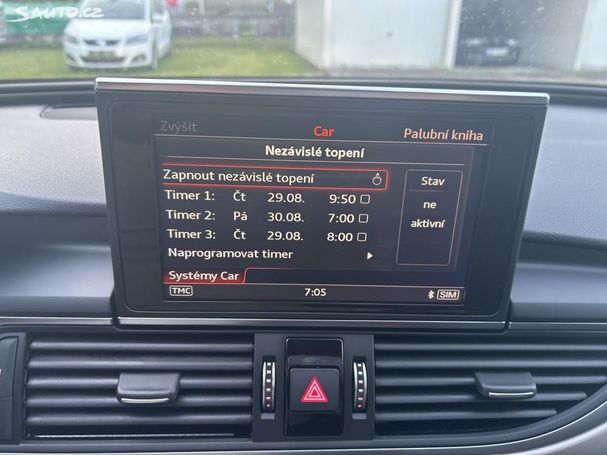 SAUTO.CZ
Zvýšit Car Palubní kniha
Nezávislé topení
Zapnout nezávislé topení
Timer 1: Čt 29.08. 9:50
Timer 2: Pá 30.08. 7:00
Timer 3: Čt 29.08. 8:00
Naprogramovat timer
Stav
ne
aktivní
Systémy Car
TMC 7:05 SIM